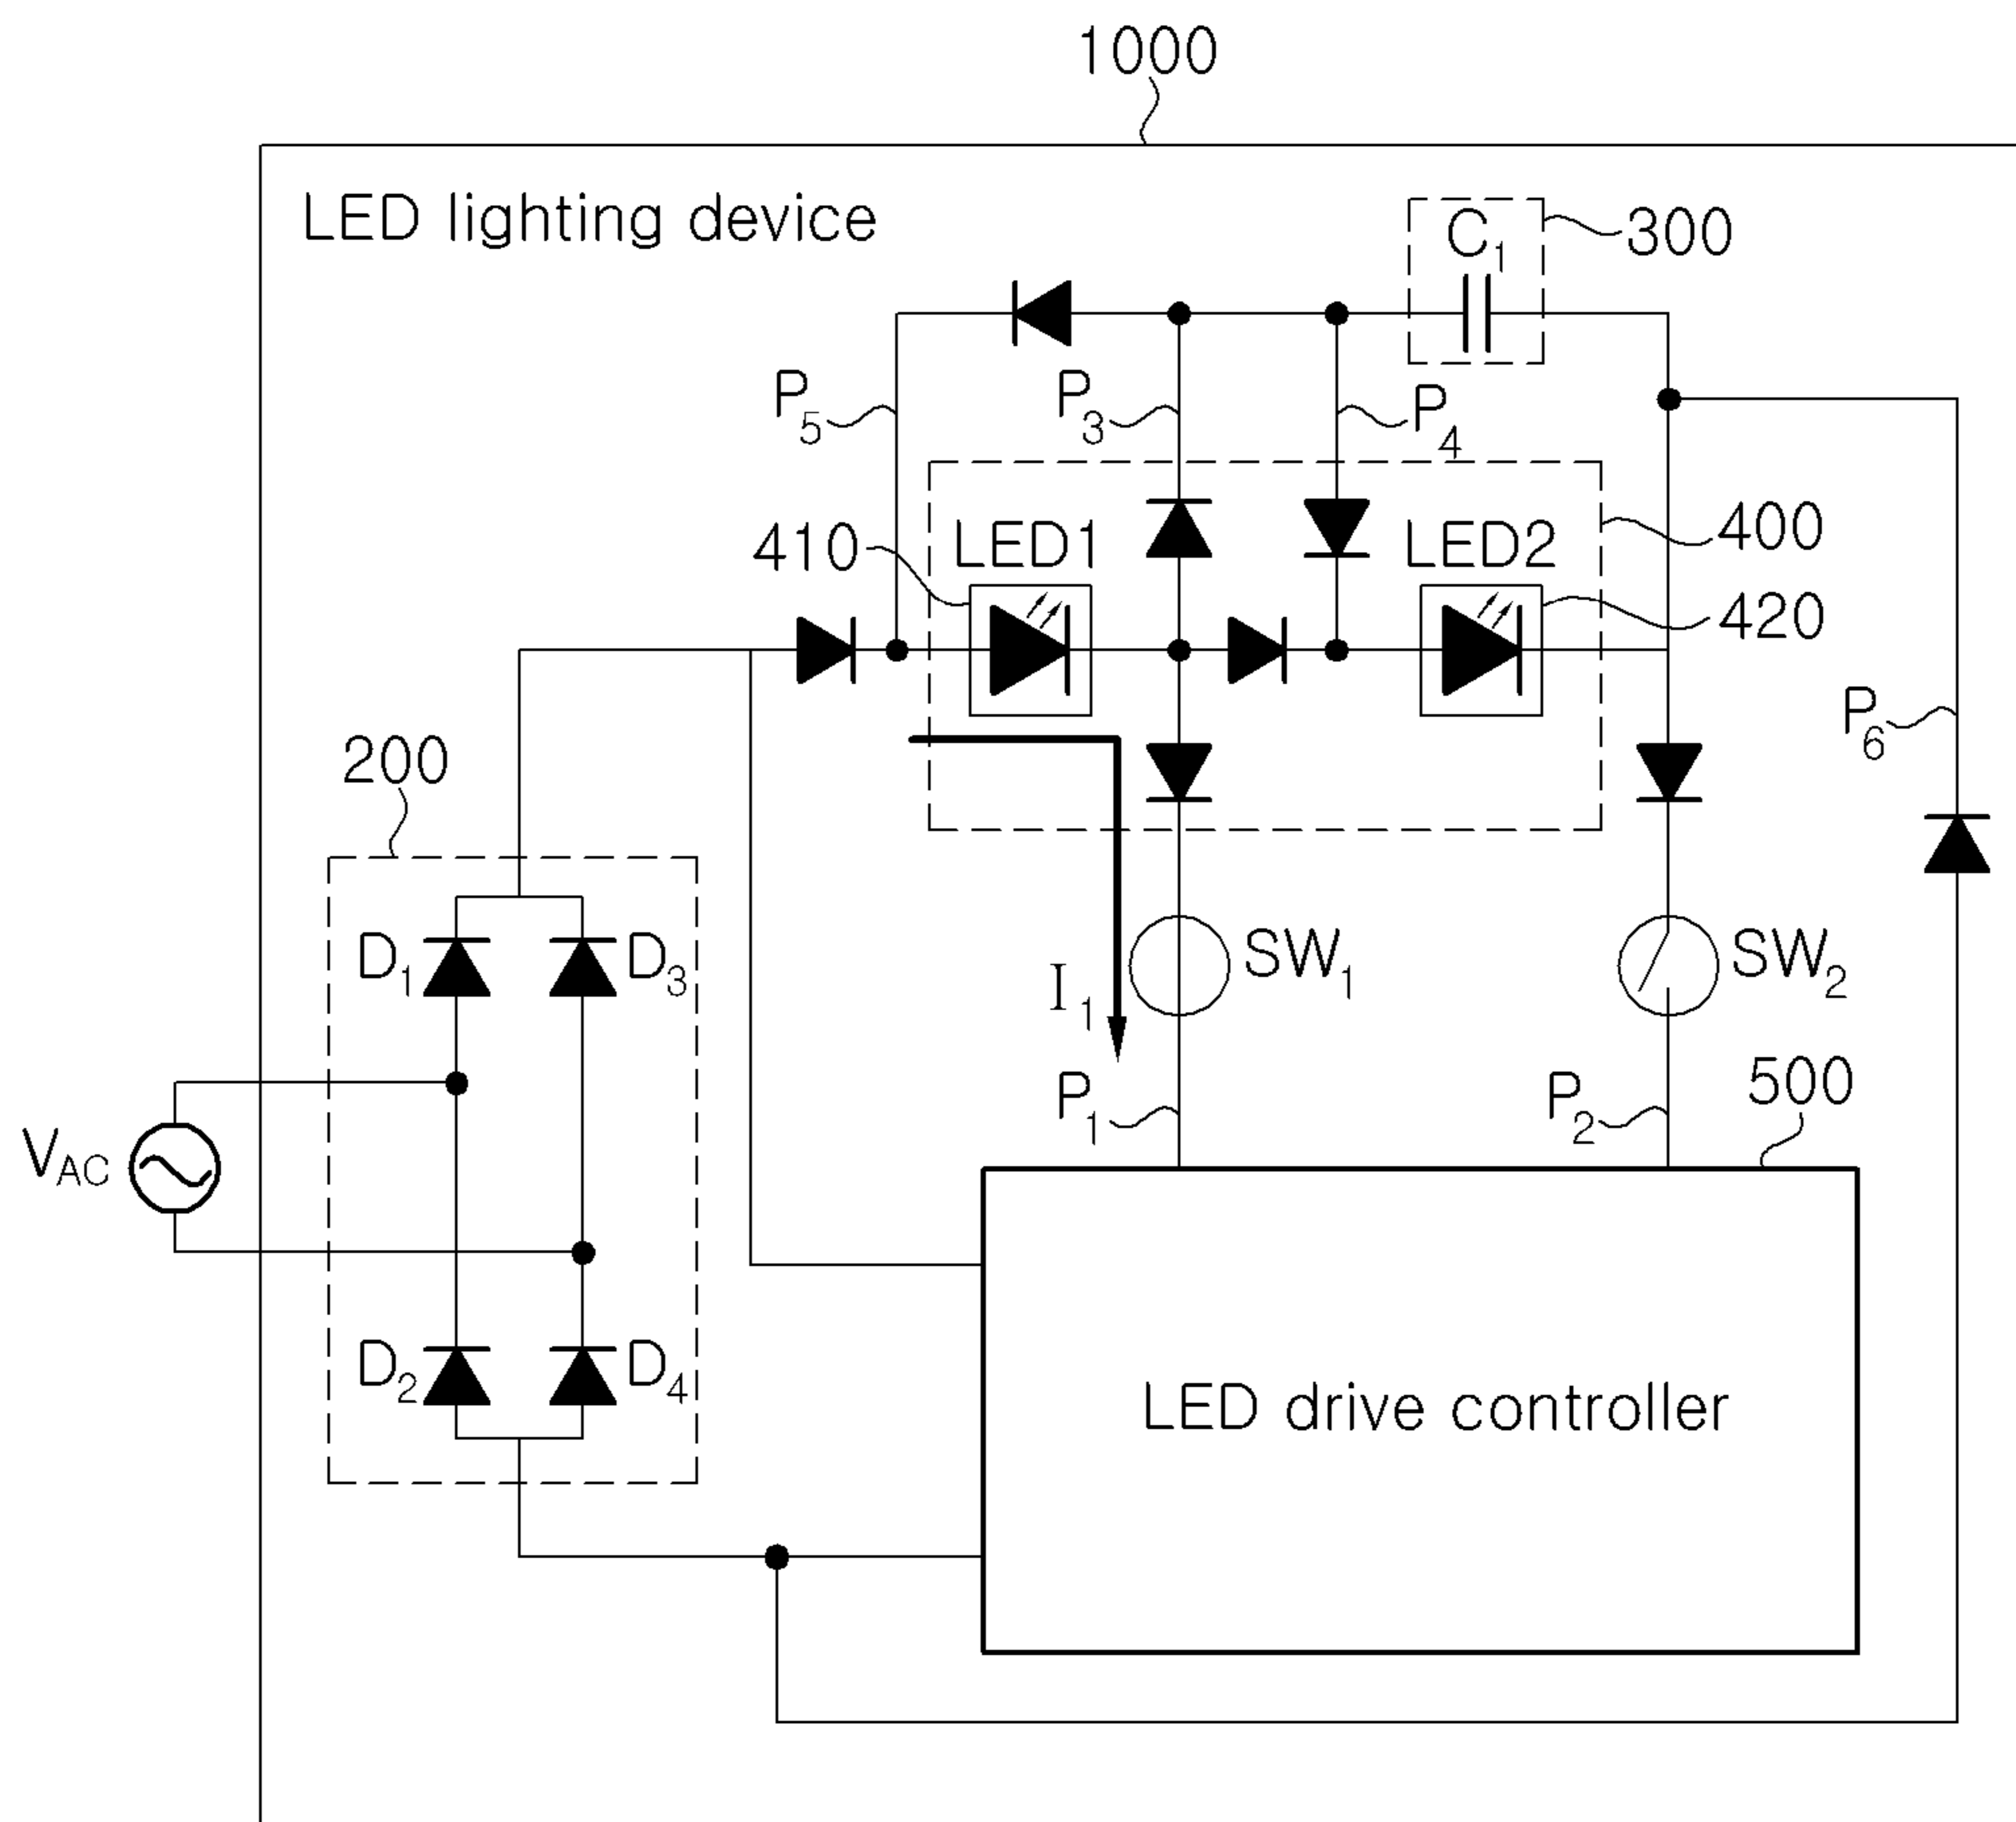 1000
LED lighting device
C1
300
P5
P3
P4
410
LED1
LED2
400
420
P6
200
D1
D3
I1
SW1
SW2
P1
P2
500
VAC
D2
D4
LED drive controller